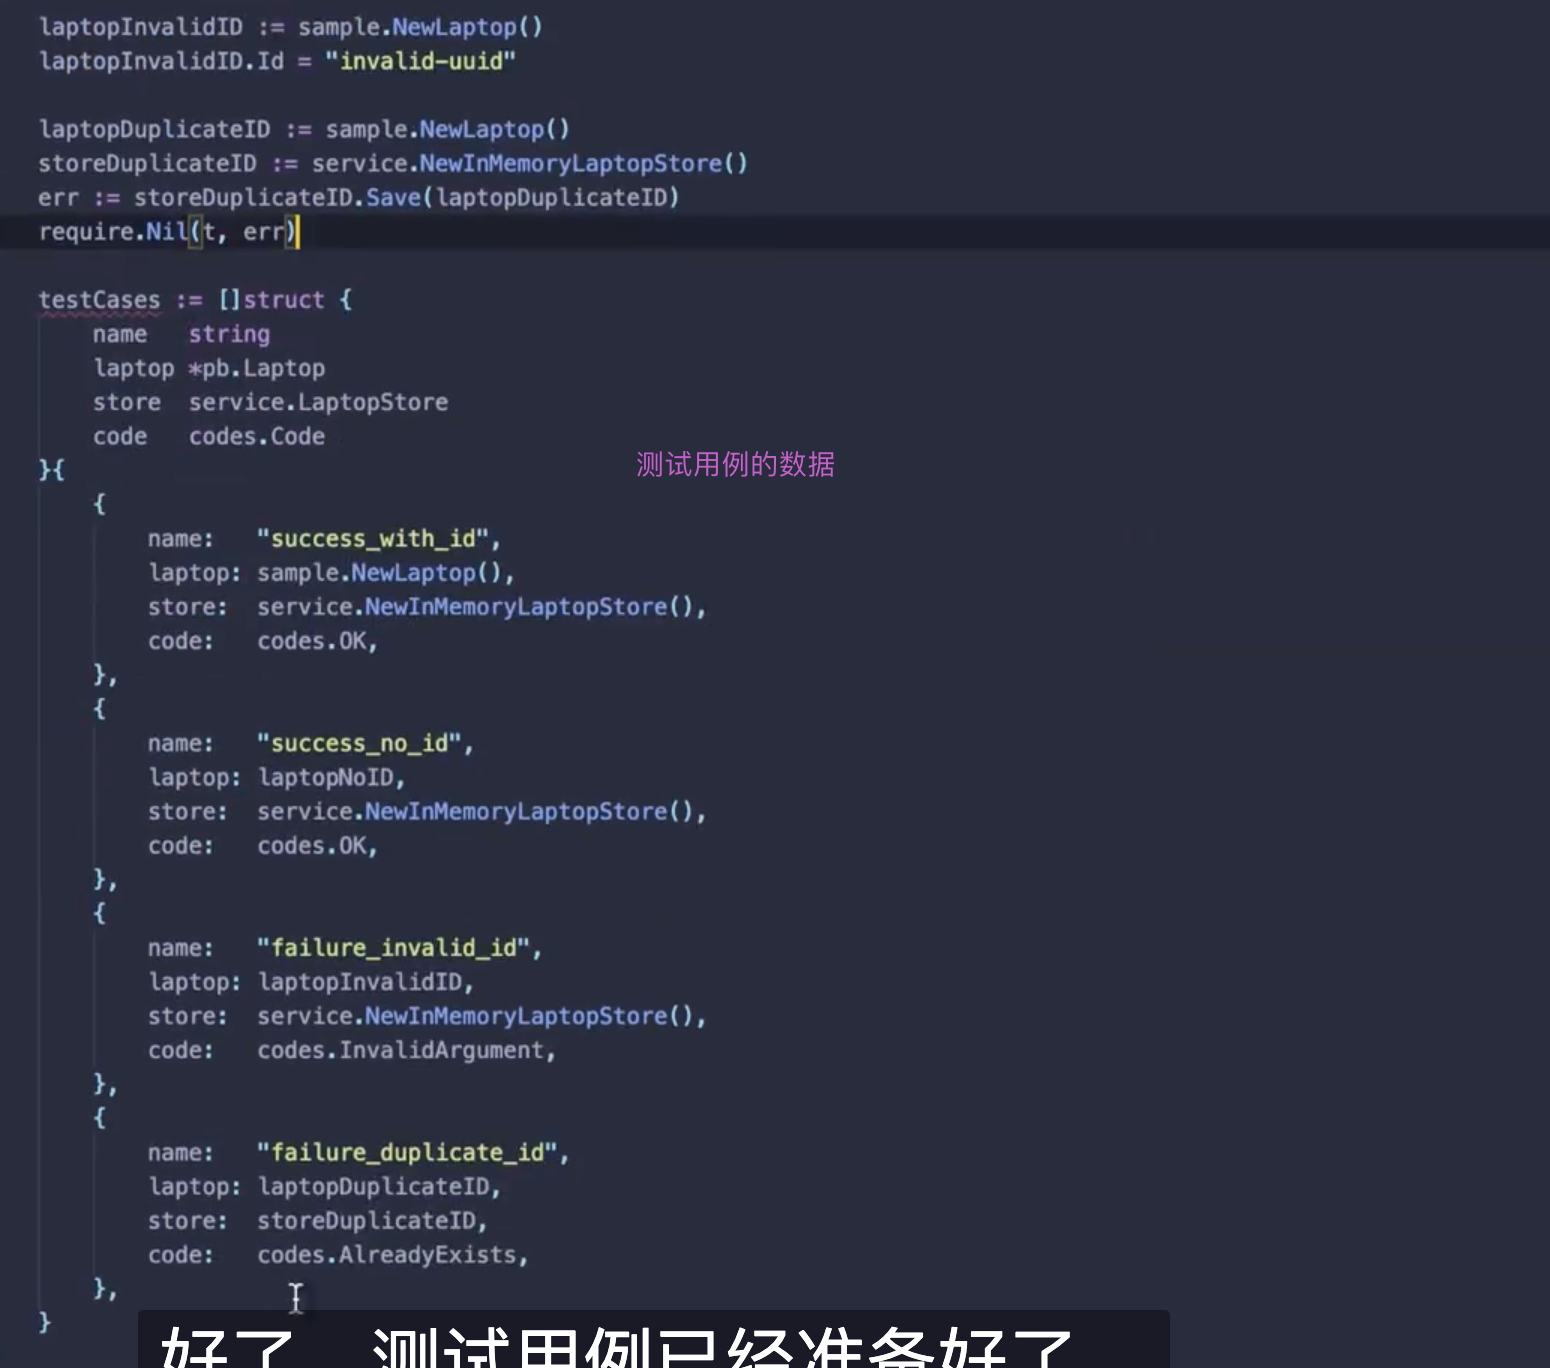 laptopInvalidID := sample.NewLaptop()
laptopInvalidID.Id = "invalid-uuid"
laptopDuplicateID := sample.NewLaptop()
storeDuplicateID := service.NewInMemoryLaptopStore()
err := storeDuplicateID.Save(laptopDuplicateID)
require.Nil(t, err)
testCases := []struct {
name string
laptop *pb.Laptop
store service.LaptopStore
code codes.Code
}{
测试用例的数据
{
name: "success_with_id",
laptop: sample.NewLaptop(),
store: service.NewInMemoryLaptopStore(),
code: codes.OK,
},
{
name: "success_no_id",
laptop: laptopNoID,
store: service.NewInMemoryLaptopStore(),
code: codes.OK,
},
{
name: "failure_invalid_id",
laptop: laptopInvalidID,
store: service.NewInMemoryLaptopStore(),
code: codes.InvalidArgument,
},
{
name: "failure_duplicate_id",
laptop: laptopDuplicateID,
store: storeDuplicateID,
code: codes.AlreadyExists,
},
}
好了 测试用例已经准备好了